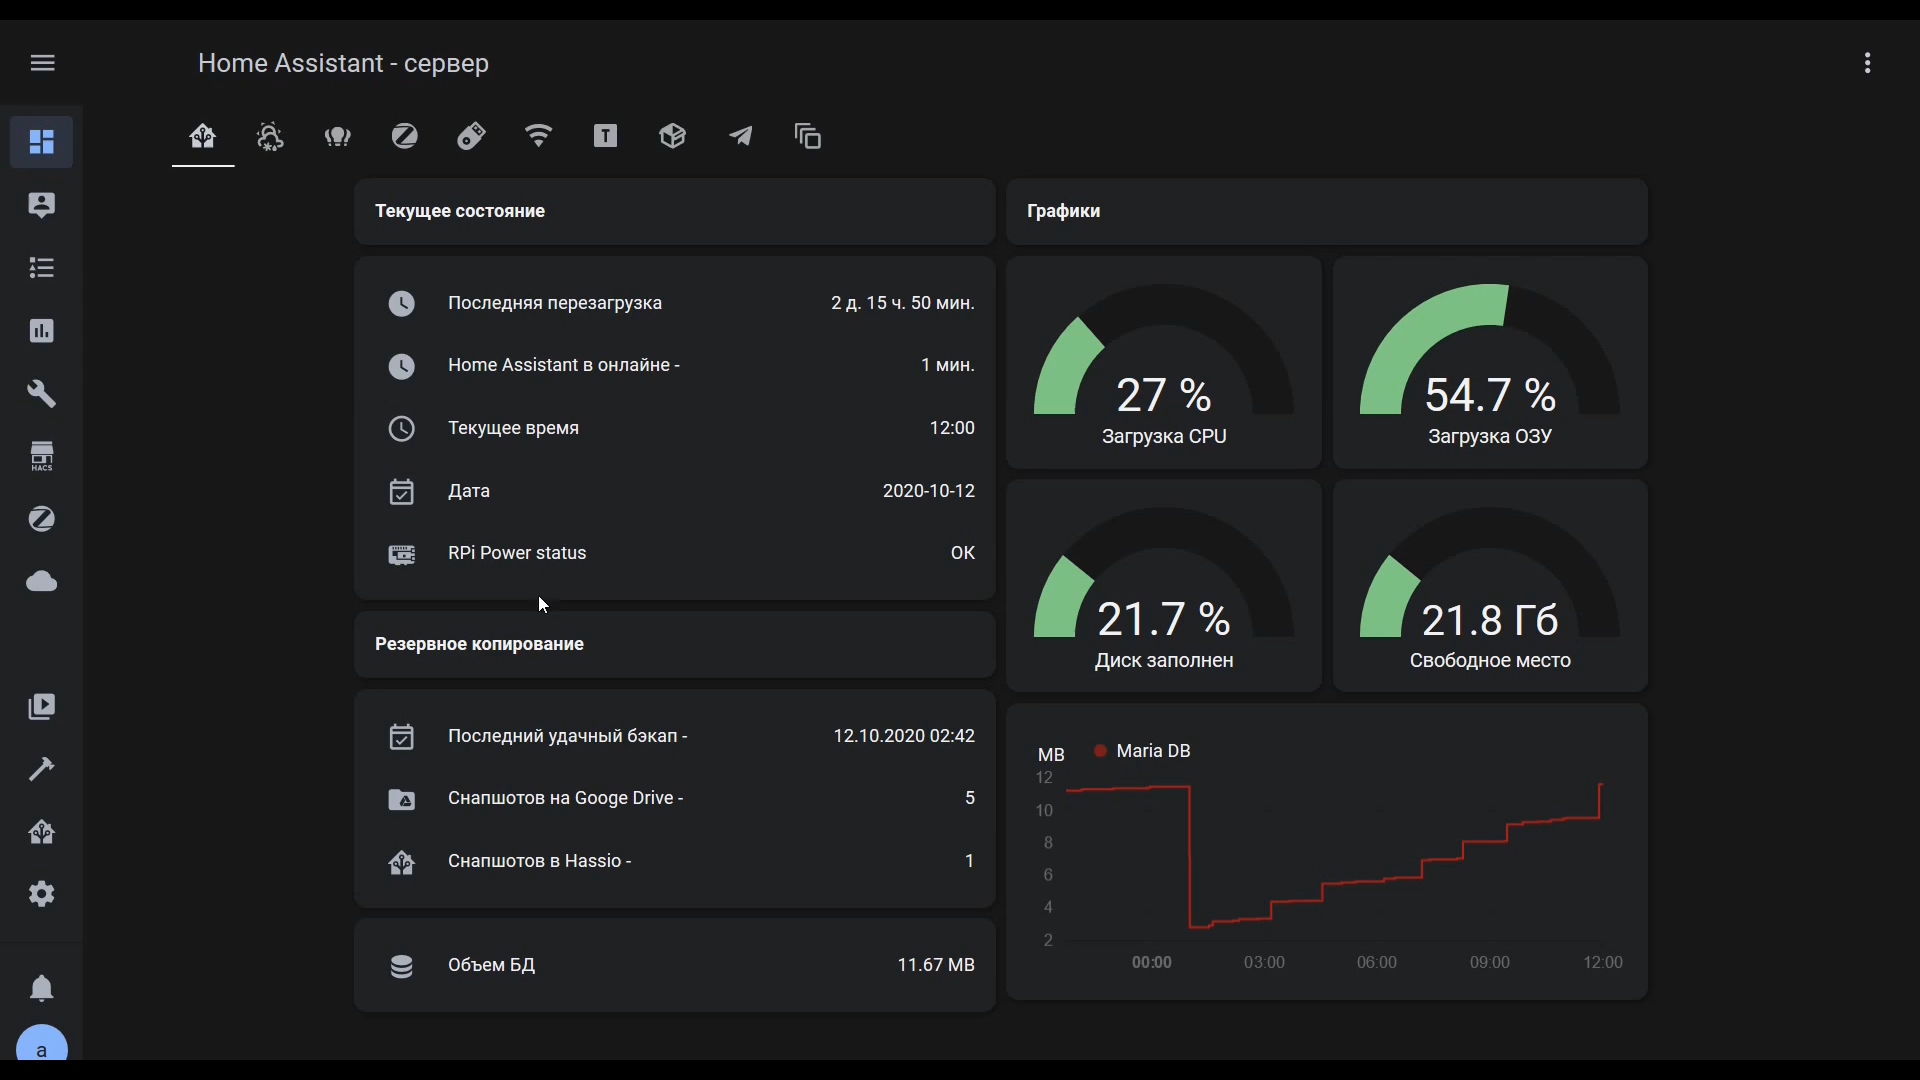 Home Assistant - сервер
T
HACS
a
Текущее состояние
Последняя перезагрузка 2 д. 15 ч. 50 мин.
Home Assistant в онлайне - 1 мин.
Текущее время 12:00
Дата 2020-10-12
RPi Power status OK
Резервное копирование
Последний удачный бэкап - 12.10.2020 02:42
Снапшотов на Googe Drive - 5
Снапшотов в Hassio - 1
Объем БД 11.67 MB
Графики
27 %
Загрузка CPU
54.7 %
Загрузка ОЗУ
21.7 %
Диск заполнен
21.8 Гб
Свободное место
MB Maria DB
12
10
8
6
4
2
00:00 03:00 06:00 09:00 12:00